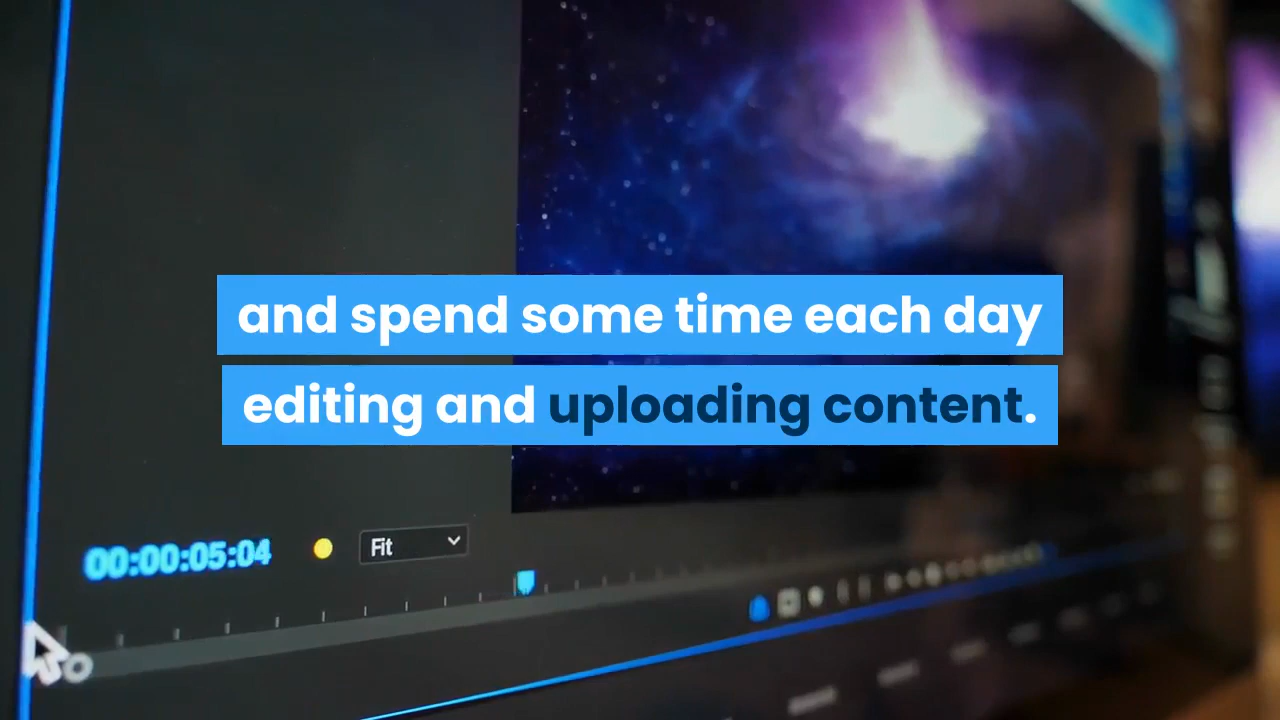 and spend some time each day
editing and uploading content.
00:00:05:04
Fit